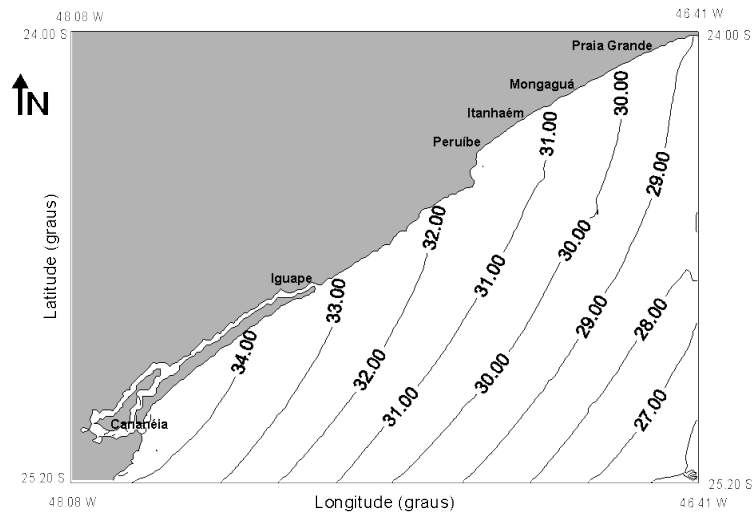 48.08 W
46.41 W
24.00 S
24.00 S
Praia Grande
N
Mongaguá
30.00
Itanhaém
31.00
Peruíbe
29.00
32.00
30.00
Latitude (graus)
Iguape
31.00
33.00
29.00
28.00
34.00
32.00
30.00
31.00
27.00
Cananéia
25.20 S
25.20 S
48.08 W
Longitude (graus)
46.41 W